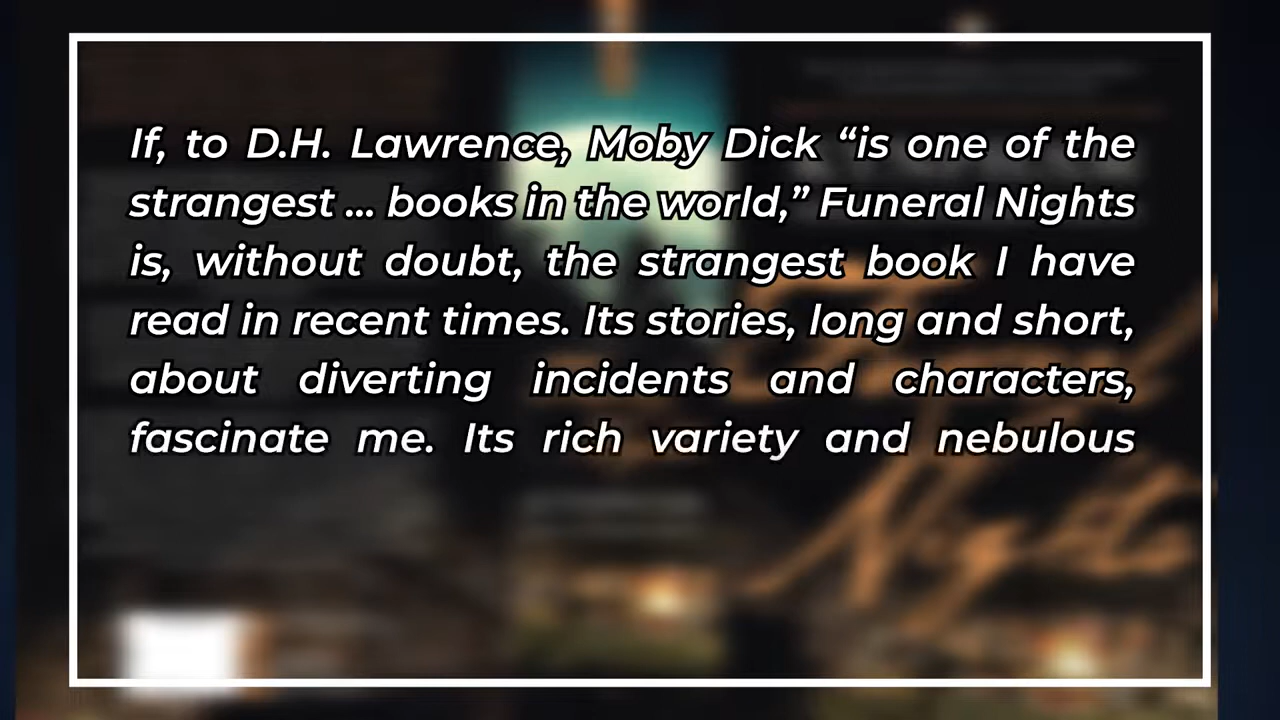 If, to D.H. Lawrence, Moby Dick “is one of the
strangest ... books in the world,” Funeral Nights
is, without doubt, the strangest book I have
read in recent times. Its stories, long and short,
about diverting incidents and characters,
fascinate me. Its rich variety and nebulous